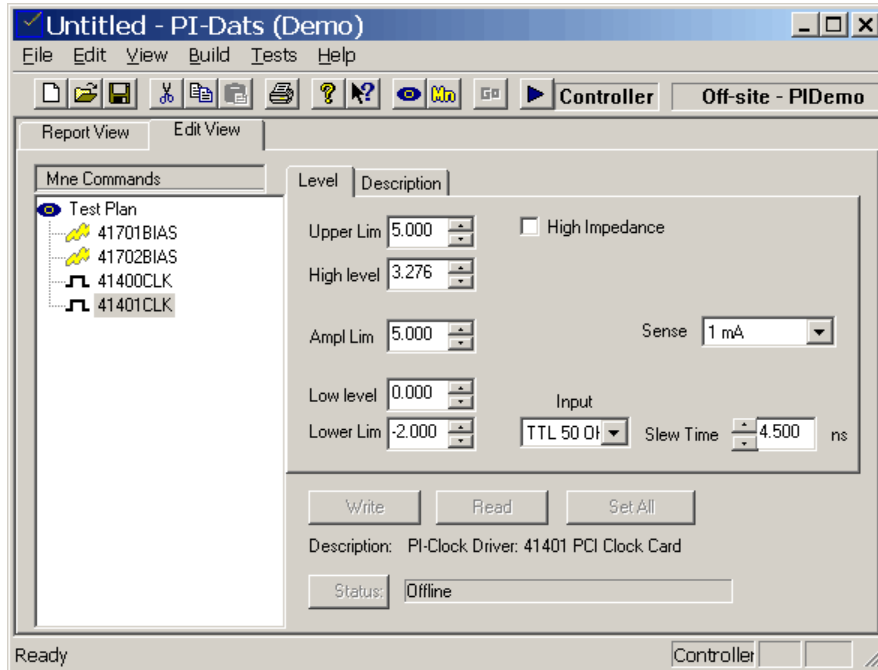 Untitled - PI-Dats (Demo)
File Edit View Build Tests Help
Go Controller Off-site - PIDemo
Report View Edit View
Mne Commands
Test Plan
41701BIAS
41702BIAS
41400CLK
41401CLK
Level Description
Upper Lim 5.000 High Impedance
High level 3.276
Ampl Lim 5.000 Sense 1 mA
Low level 0.000 Input
Lower Lim -2.000 TTL 50 Slew Time 4.500 ns
Write Read Set All
Description: PI-Clock Driver: 41401 PCI Clock Card
Status: Offline
Ready Controller